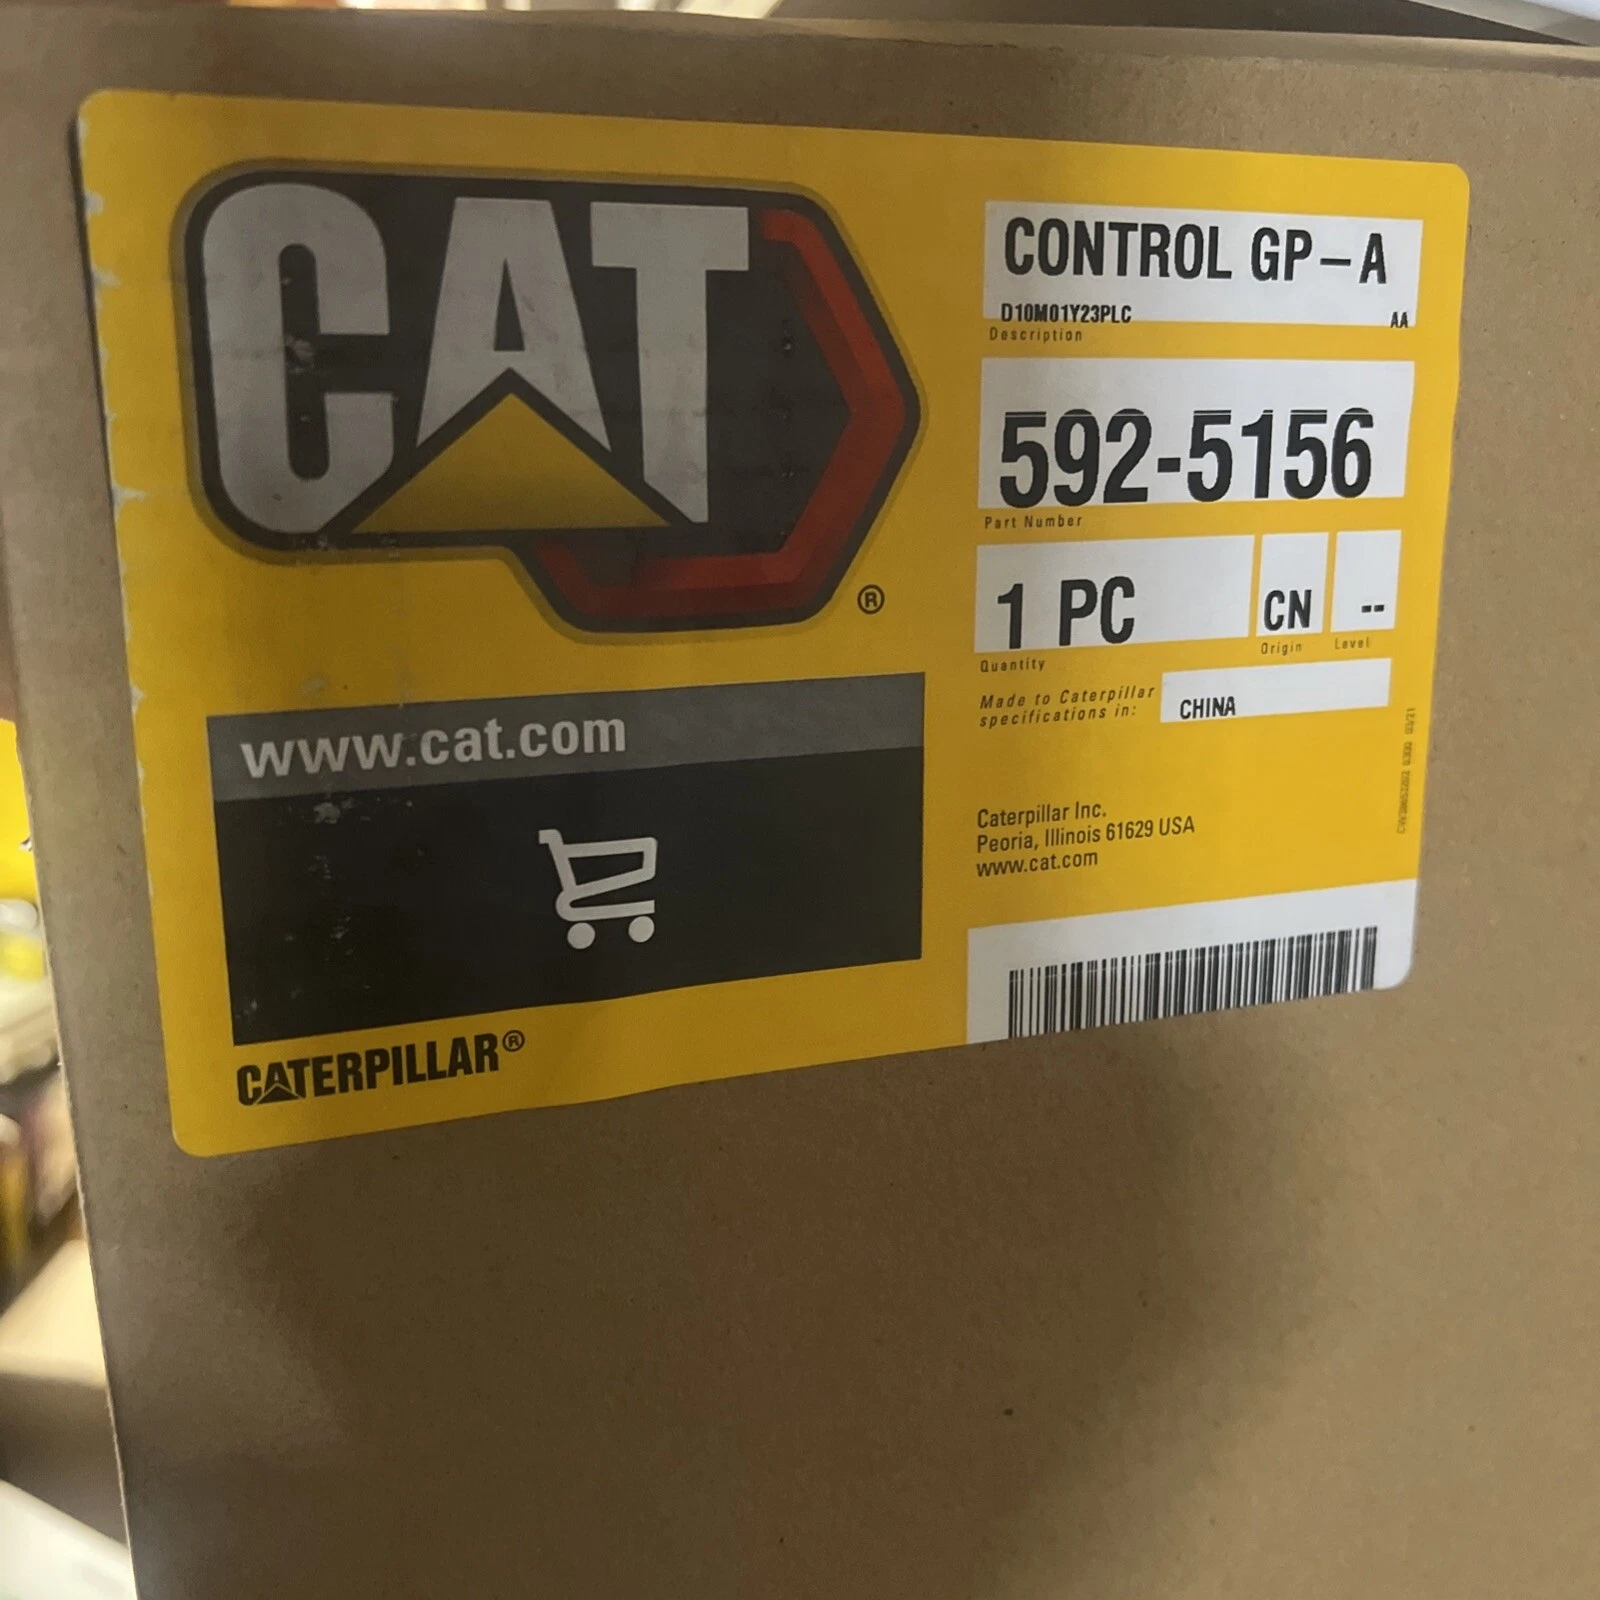 CAT
®
www.cat.com
CATERPILLAR®
CONTROL GP–A
D10M01Y23PLC AA
Description
592-5156
Part Number
1 PC CN --
Quantity Origin Level
Made to Caterpillar
specifications in: CHINA
Caterpillar Inc.
Peoria, Illinois 61629 USA
www.cat.com